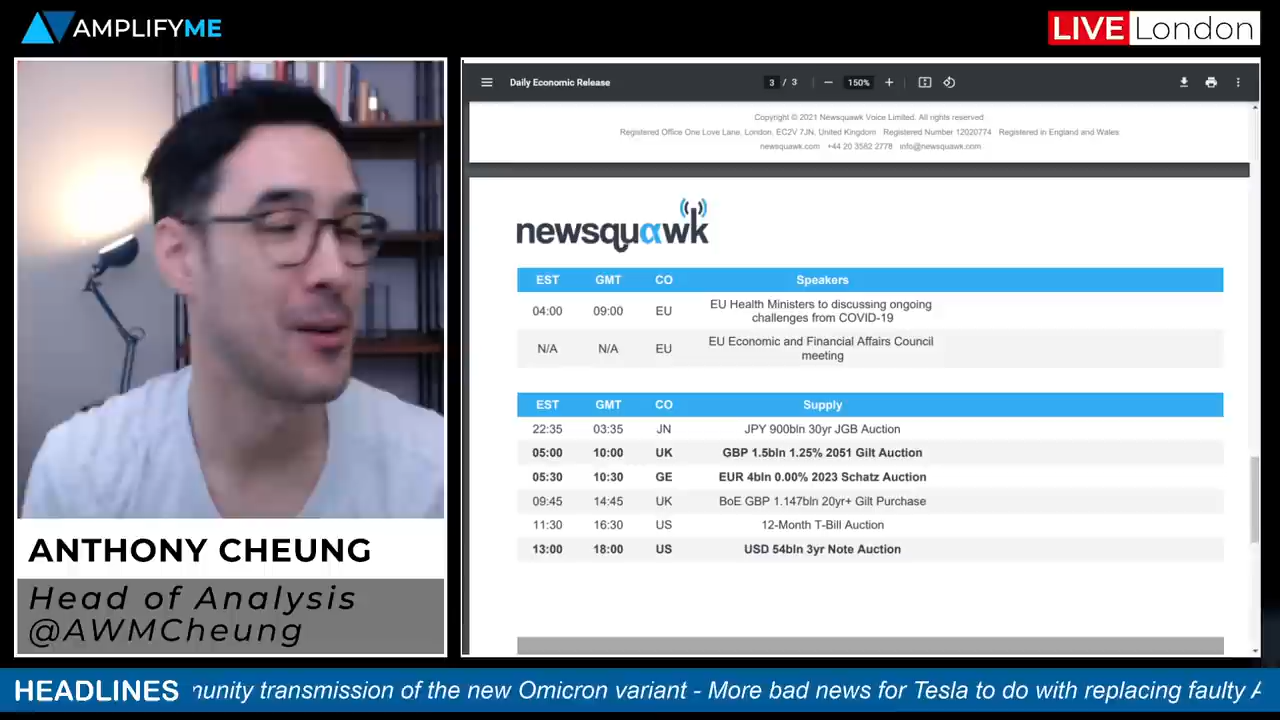 AMPLIFYME
LIVE London
Daily Economic Release
3 / 3
150%
Copyright © 2021 Newsquawk Voice Limited. All rights reserved
Registered Office One Love Lane, London, EC2V 7JN, United Kingdom Registered Number 12020774 Registered in England and Wales
newsquawk.com +44 20 3582 2778 info@newsquawk.com
newsquawk
EST GMT CO Speakers
04:00 09:00 EU EU Health Ministers to discussing ongoing
challenges from COVID-19
N/A N/A EU EU Economic and Financial Affairs Council
meeting
EST GMT CO Supply
22:35 03:35 JN JPY 900bln 30yr JGB Auction
05:00 10:00 UK GBP 1.5bln 1.25% 2051 Gilt Auction
05:30 10:30 GE EUR 4bln 0.00% 2023 Schatz Auction
09:45 14:45 UK BoE GBP 1.147bln 20yr+ Gilt Purchase
11:30 16:30 US 12-Month T-Bill Auction
13:00 18:00 US USD 54bln 3yr Note Auction
ANTHONY CHEUNG
Head of Analysis
@AWMCheung
HEADLINES transmission of the new Omicron variant - More bad news for Tesla to do with replacing faulty